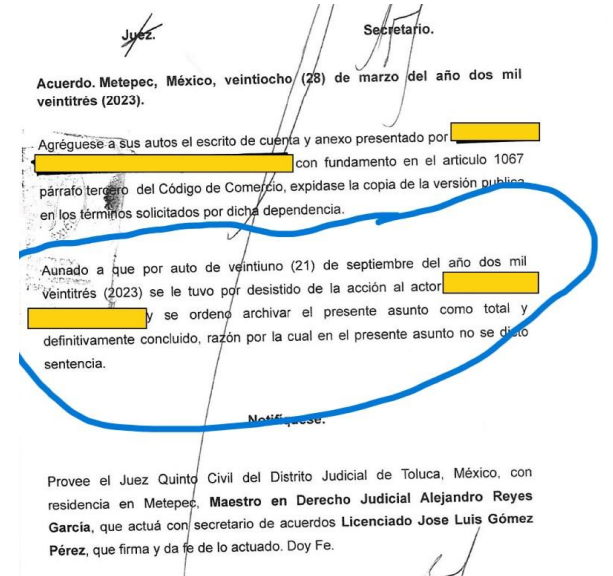 Juez.
Secretario.
Acuerdo. Metepec, México, veintiocho (28) de marzo del año dos mil
veintitrés (2023).
Agréguese a sus autos el escrito de cuenta y anexo presentado por
con fundamento en el articulo 1067
párrafo tercero del Código de Comercio, expidase la copia de la versión publica
en los términos solicitados por dicha dependencia.
Aunado a que por auto de veintiuno (21) de septiembre del año dos mil
veintitrés (2023) se le tuvo por desistido de la acción al actor
y se ordeno archivar el presente asunto como total y
definitivamente concluido, razón por la cual en el presente asunto no se dicto
sentencia.
Notifíquese.
Provee el Juez Quinto Civil del Distrito Judicial de Toluca, México, con
residencia en Metepec, Maestro en Derecho Judicial Alejandro Reyes
García, que actuá con secretario de acuerdos Licenciado Jose Luis Gómez
Pérez, que firma y da fe de lo actuado. Doy Fe.